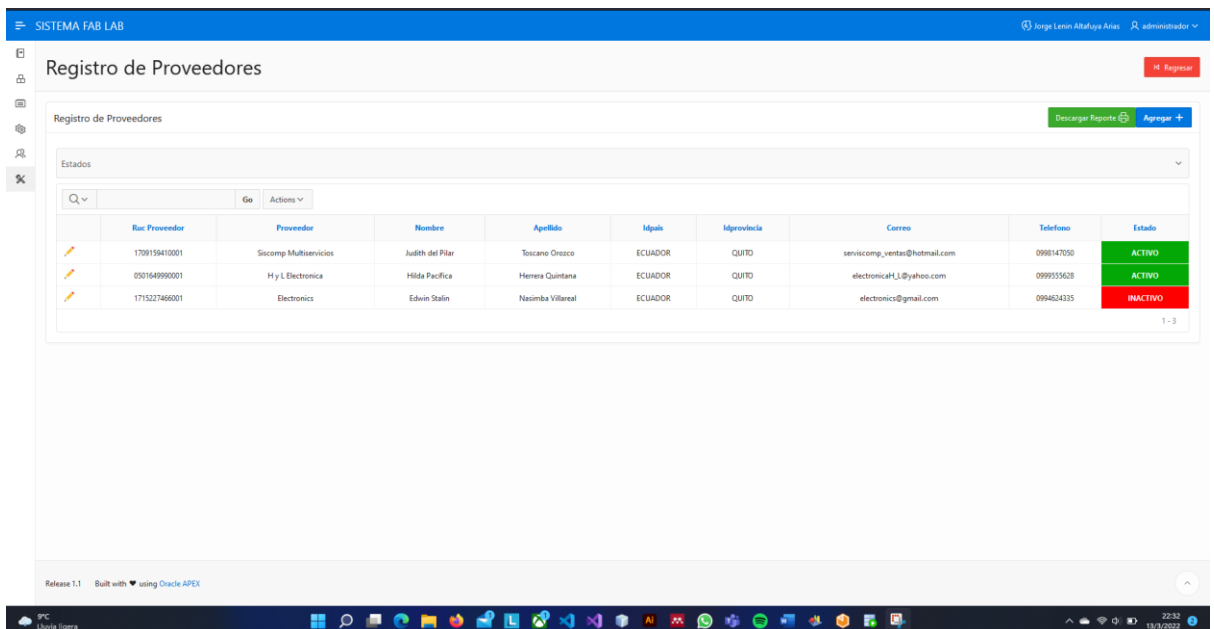 SISTEMA FAB LAB Jorge Lenin Altafuya Arias administrador
Registro de Proveedores Regresar
Registro de Proveedores Descargar Reporte Agregar +
Estados
Go Actions
Ruc Proveedor Proveedor Nombre Apellido Idpais Idprovincia Correo Telefono Estado
1709159410001 Siscomp Multiservicios Judith del Pilar Toscano Orozco ECUADOR QUITO serviscomp_ventas@hotmail.com 0998147050 ACTIVO
0501649990001 H y L Electronica Hilda Pacifica Herrera Quintana ECUADOR QUITO electronicaH_L@yahoo.com 0999555628 ACTIVO
1715227466001 Electronics Edwin Stalin Nasimba Villareal ECUADOR QUITO electronics@gmail.com 0994624335 INACTIVO
1 - 3
Release 1.1 Built with ♥ using Oracle APEX
9°C 22:32
Lluvia ligera 13/3/2022